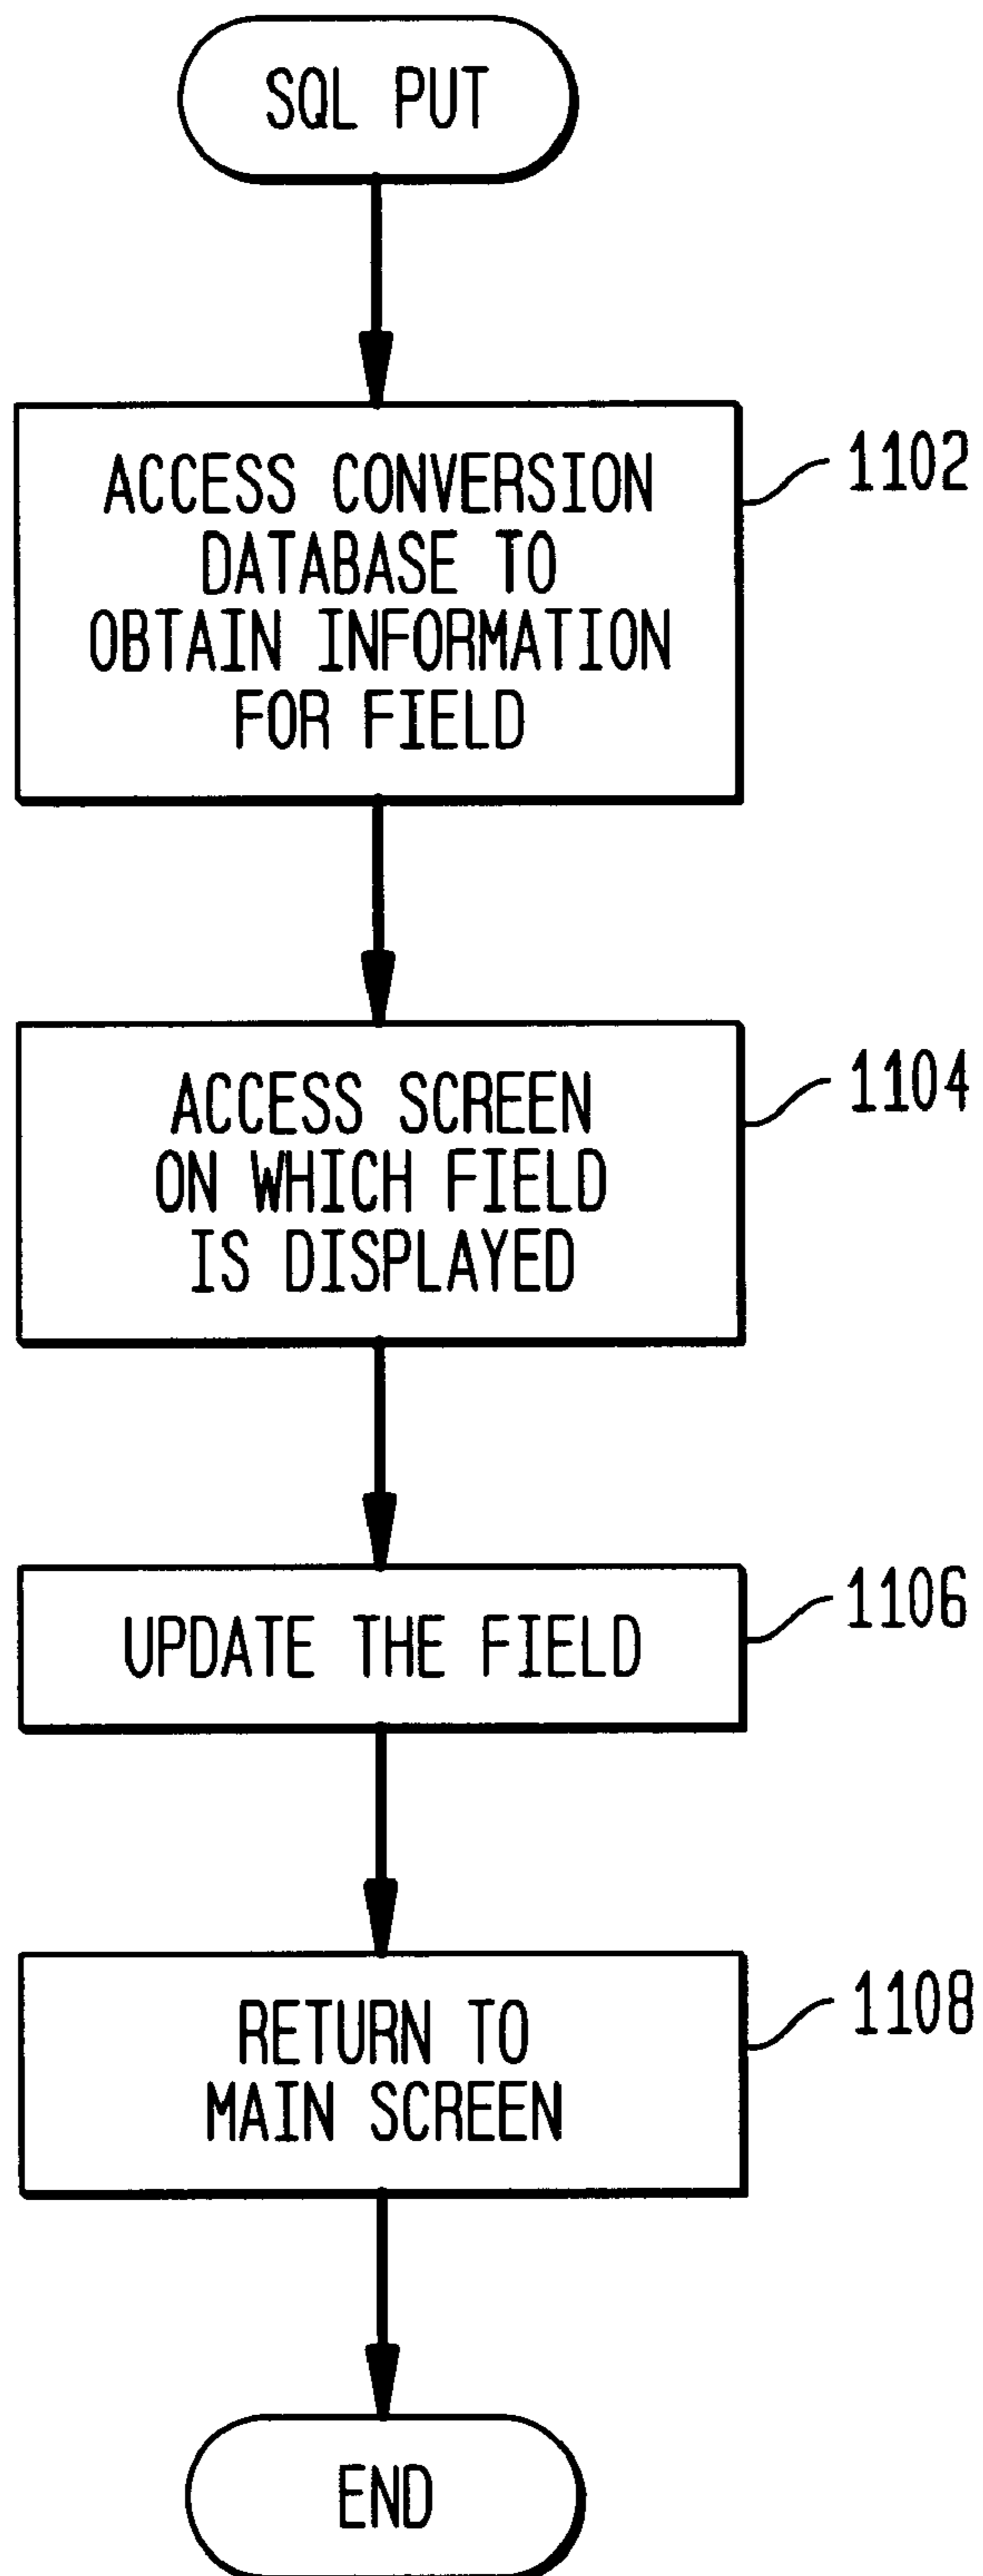 SQL PUT
ACCESS CONVERSION
DATABASE TO
OBTAIN INFORMATION
FOR FIELD
1102
ACCESS SCREEN
ON WHICH FIELD
IS DISPLAYED
1104
UPDATE THE FIELD
1106
RETURN TO
MAIN SCREEN
1108
END